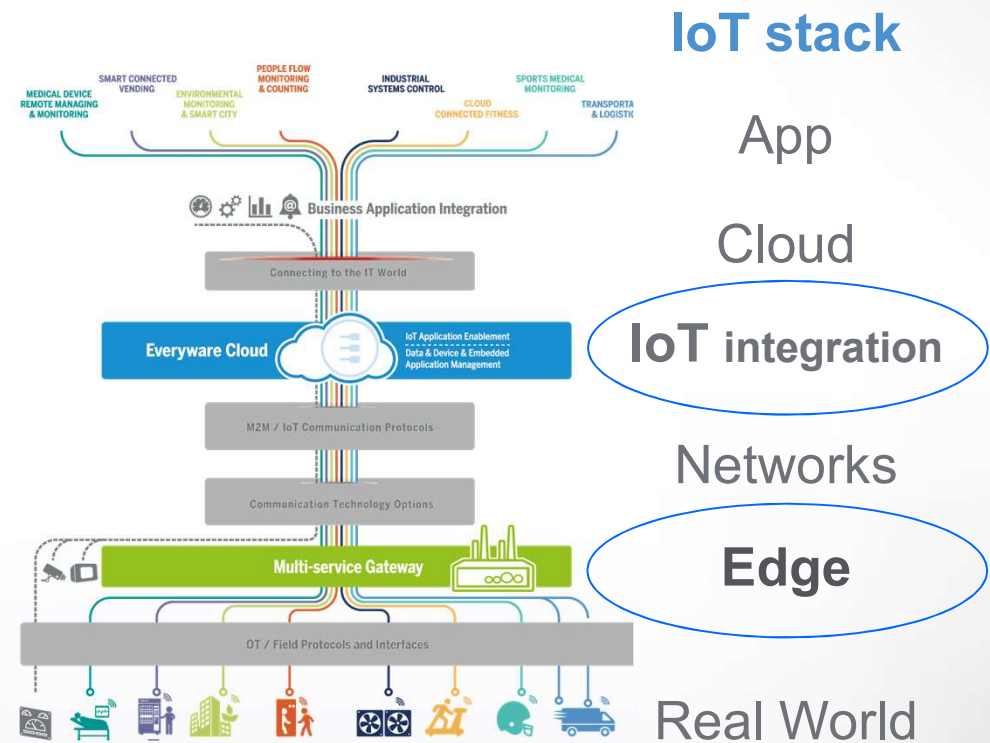 IoT stack
PEOPLE FLOW
MONITORING
& COUNTING
SMART CONNECTED
VENDING
INDUSTRIAL
SYSTEMS CONTROL
SPORTS MEDICAL
MONITORING
MEDICAL DEVICE
REMOTE MANAGING
& MONITORING
ENVIRONMENTAL
MONITORING
& SMART CITY
CLOUD
CONNECTED FITNESS
TRANSPORTA
& LOGISTIC
App
@
Business Application Integration
Cloud
Connecting to the IT World
Everyware Cloud
IoT Application Enablement
Data & Device & Embedded
Application Management
IoT integration
M2M / IoT Communication Protocols
Networks
Communication Technology Options
Multi-service Gateway
Edge
OT / Field Protocols and Interfaces
Real World